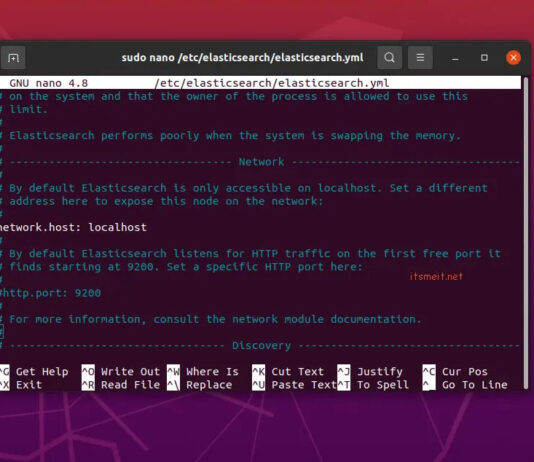 sudo nano /etc/elasticsearch/elasticsearch.yml
GNU nano 4.8 /etc/elasticsearch/elasticsearch.yml
# on the system and that the owner of the process is allowed to use this
# limit.
#
# Elasticsearch performs poorly when the system is swapping the memory.
#
# ---------------------------------- Network -----------------------------------
#
# By default Elasticsearch is only accessible on localhost. Set a different
# address here to expose this node on the network:
#
network.host: localhost
#
# By default Elasticsearch listens for HTTP traffic on the first free port it
# finds starting at 9200. Set a specific HTTP port here:
#
itsmeit.net
#http.port: 9200
#
# For more information, consult the network module documentation.
#
# --------------------------------- Discovery ----------------------------------
^G Get Help ^O Write Out ^W Where Is ^K Cut Text ^J Justify ^C Cur Pos
^X Exit ^R Read File ^\ Replace ^U Paste Text ^T To Spell ^_ Go To Line